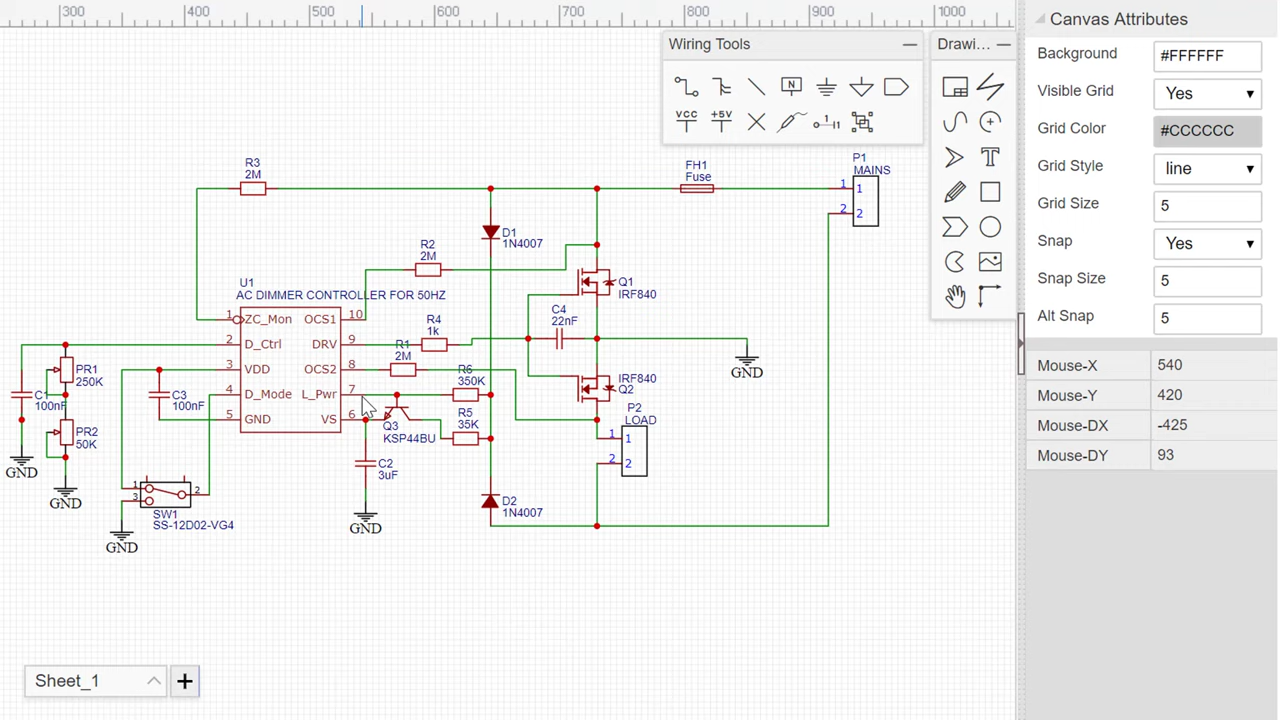 300
400
500
600
700
800
900
1000
Wiring Tools
Drawi...
N
VCC
+5V
T
Canvas Attributes
Background
#FFFFFF
Visible Grid
Yes
Grid Color
#CCCCCC
Grid Style
line
Grid Size
5
Snap
Yes
Snap Size
5
Alt Snap
5
Mouse-X
540
Mouse-Y
420
Mouse-DX
-425
Mouse-DY
93
R3
2M
FH1
Fuse
P1
MAINS
1
1
2
2
D1
1N4007
R2
2M
U1
AC DIMMER CONTROLLER FOR 50HZ
Q1
IRF840
C4
22nF
1
ZC_Mon
OCS1
10
2
D_Ctrl
DRV
9
3
VDD
OCS2
8
4
D_Mode
L_Pwr
7
5
GND
VS
6
R4
1k
R1
2M
R6
350K
R5
35K
GND
IRF840
Q2
P2
LOAD
1
1
2
2
PR1
250K
C1
100nF
C3
100nF
PR2
50K
Q3
KSP44BU
C2
3uF
D2
1N4007
GND
GND
1
3
2
SW1
SS-12D02-VG4
GND
GND
Sheet_1